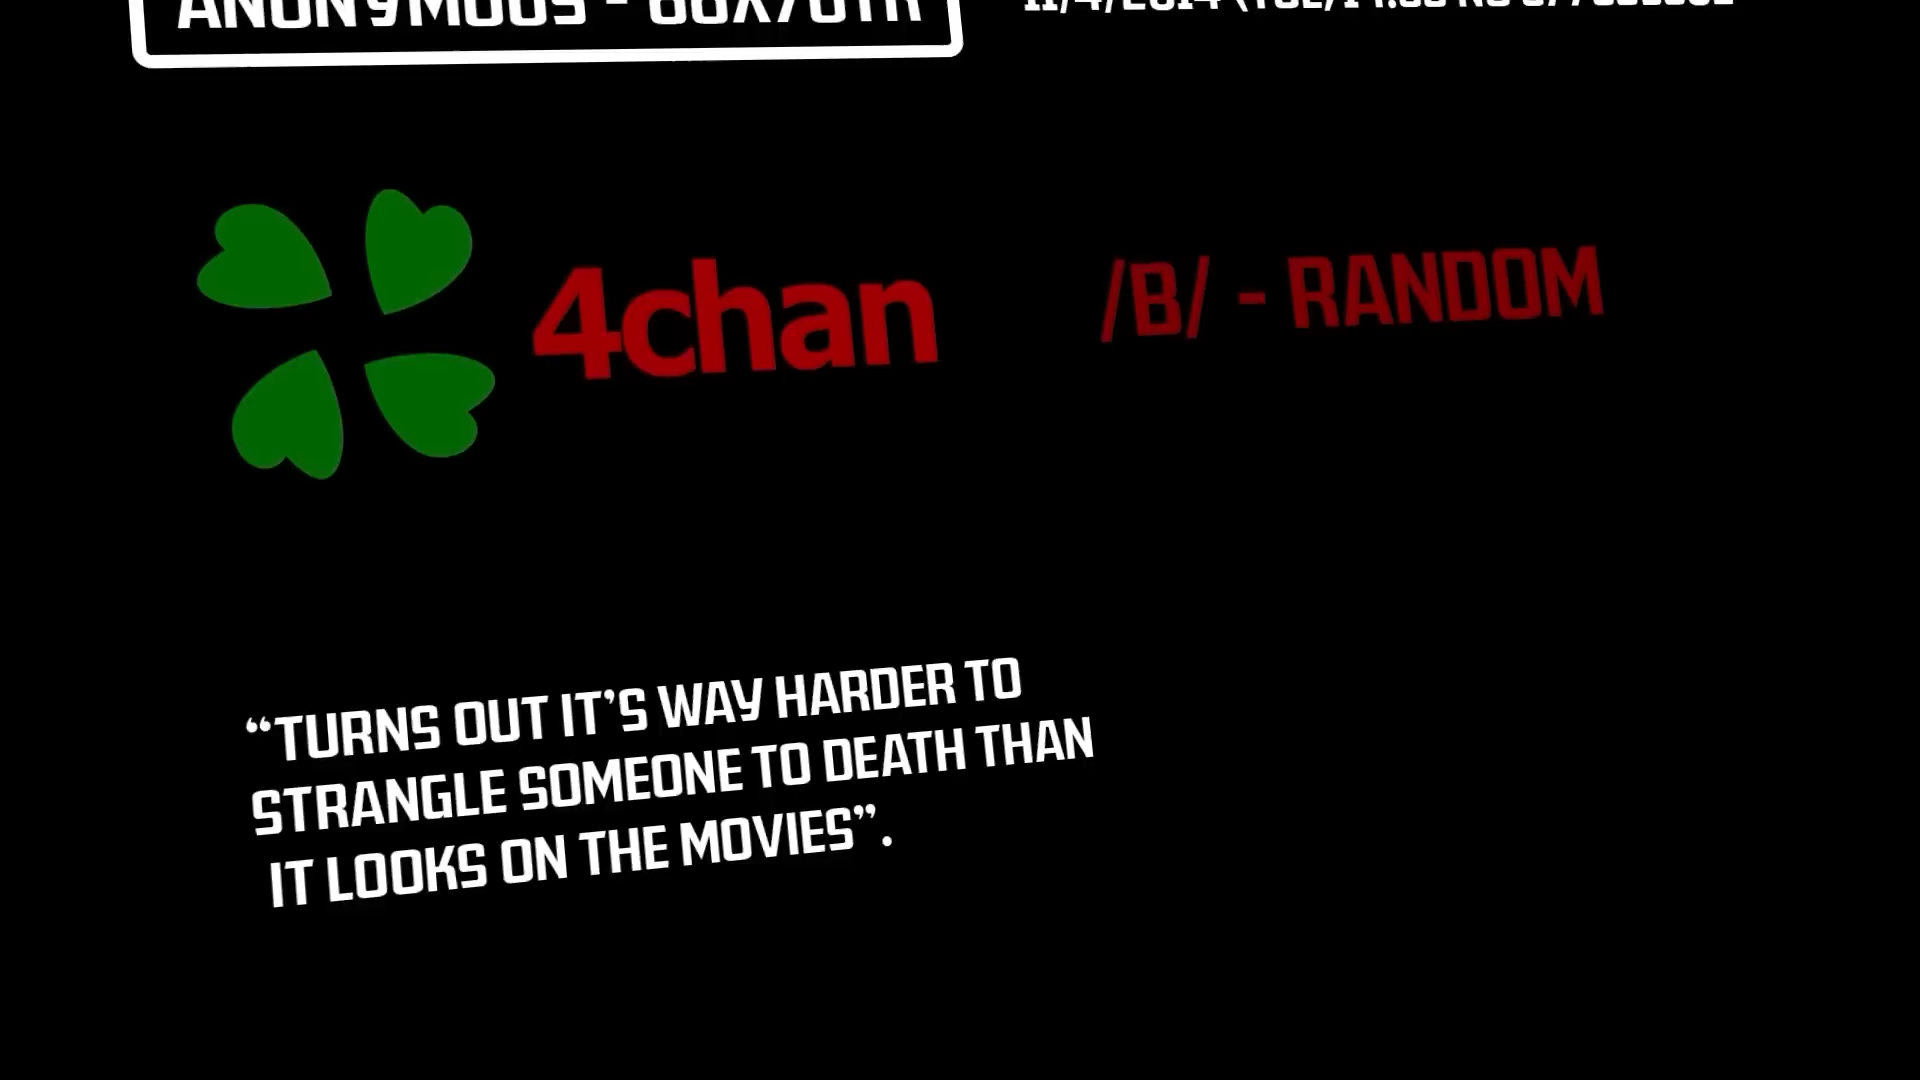 ANONYMOUS -
4chan
/B/ - RANDOM
“TURNS OUT IT’S WAY HARDER TO
STRANGLE SOMEONE TO DEATH THAN
IT LOOKS ON THE MOVIES”.